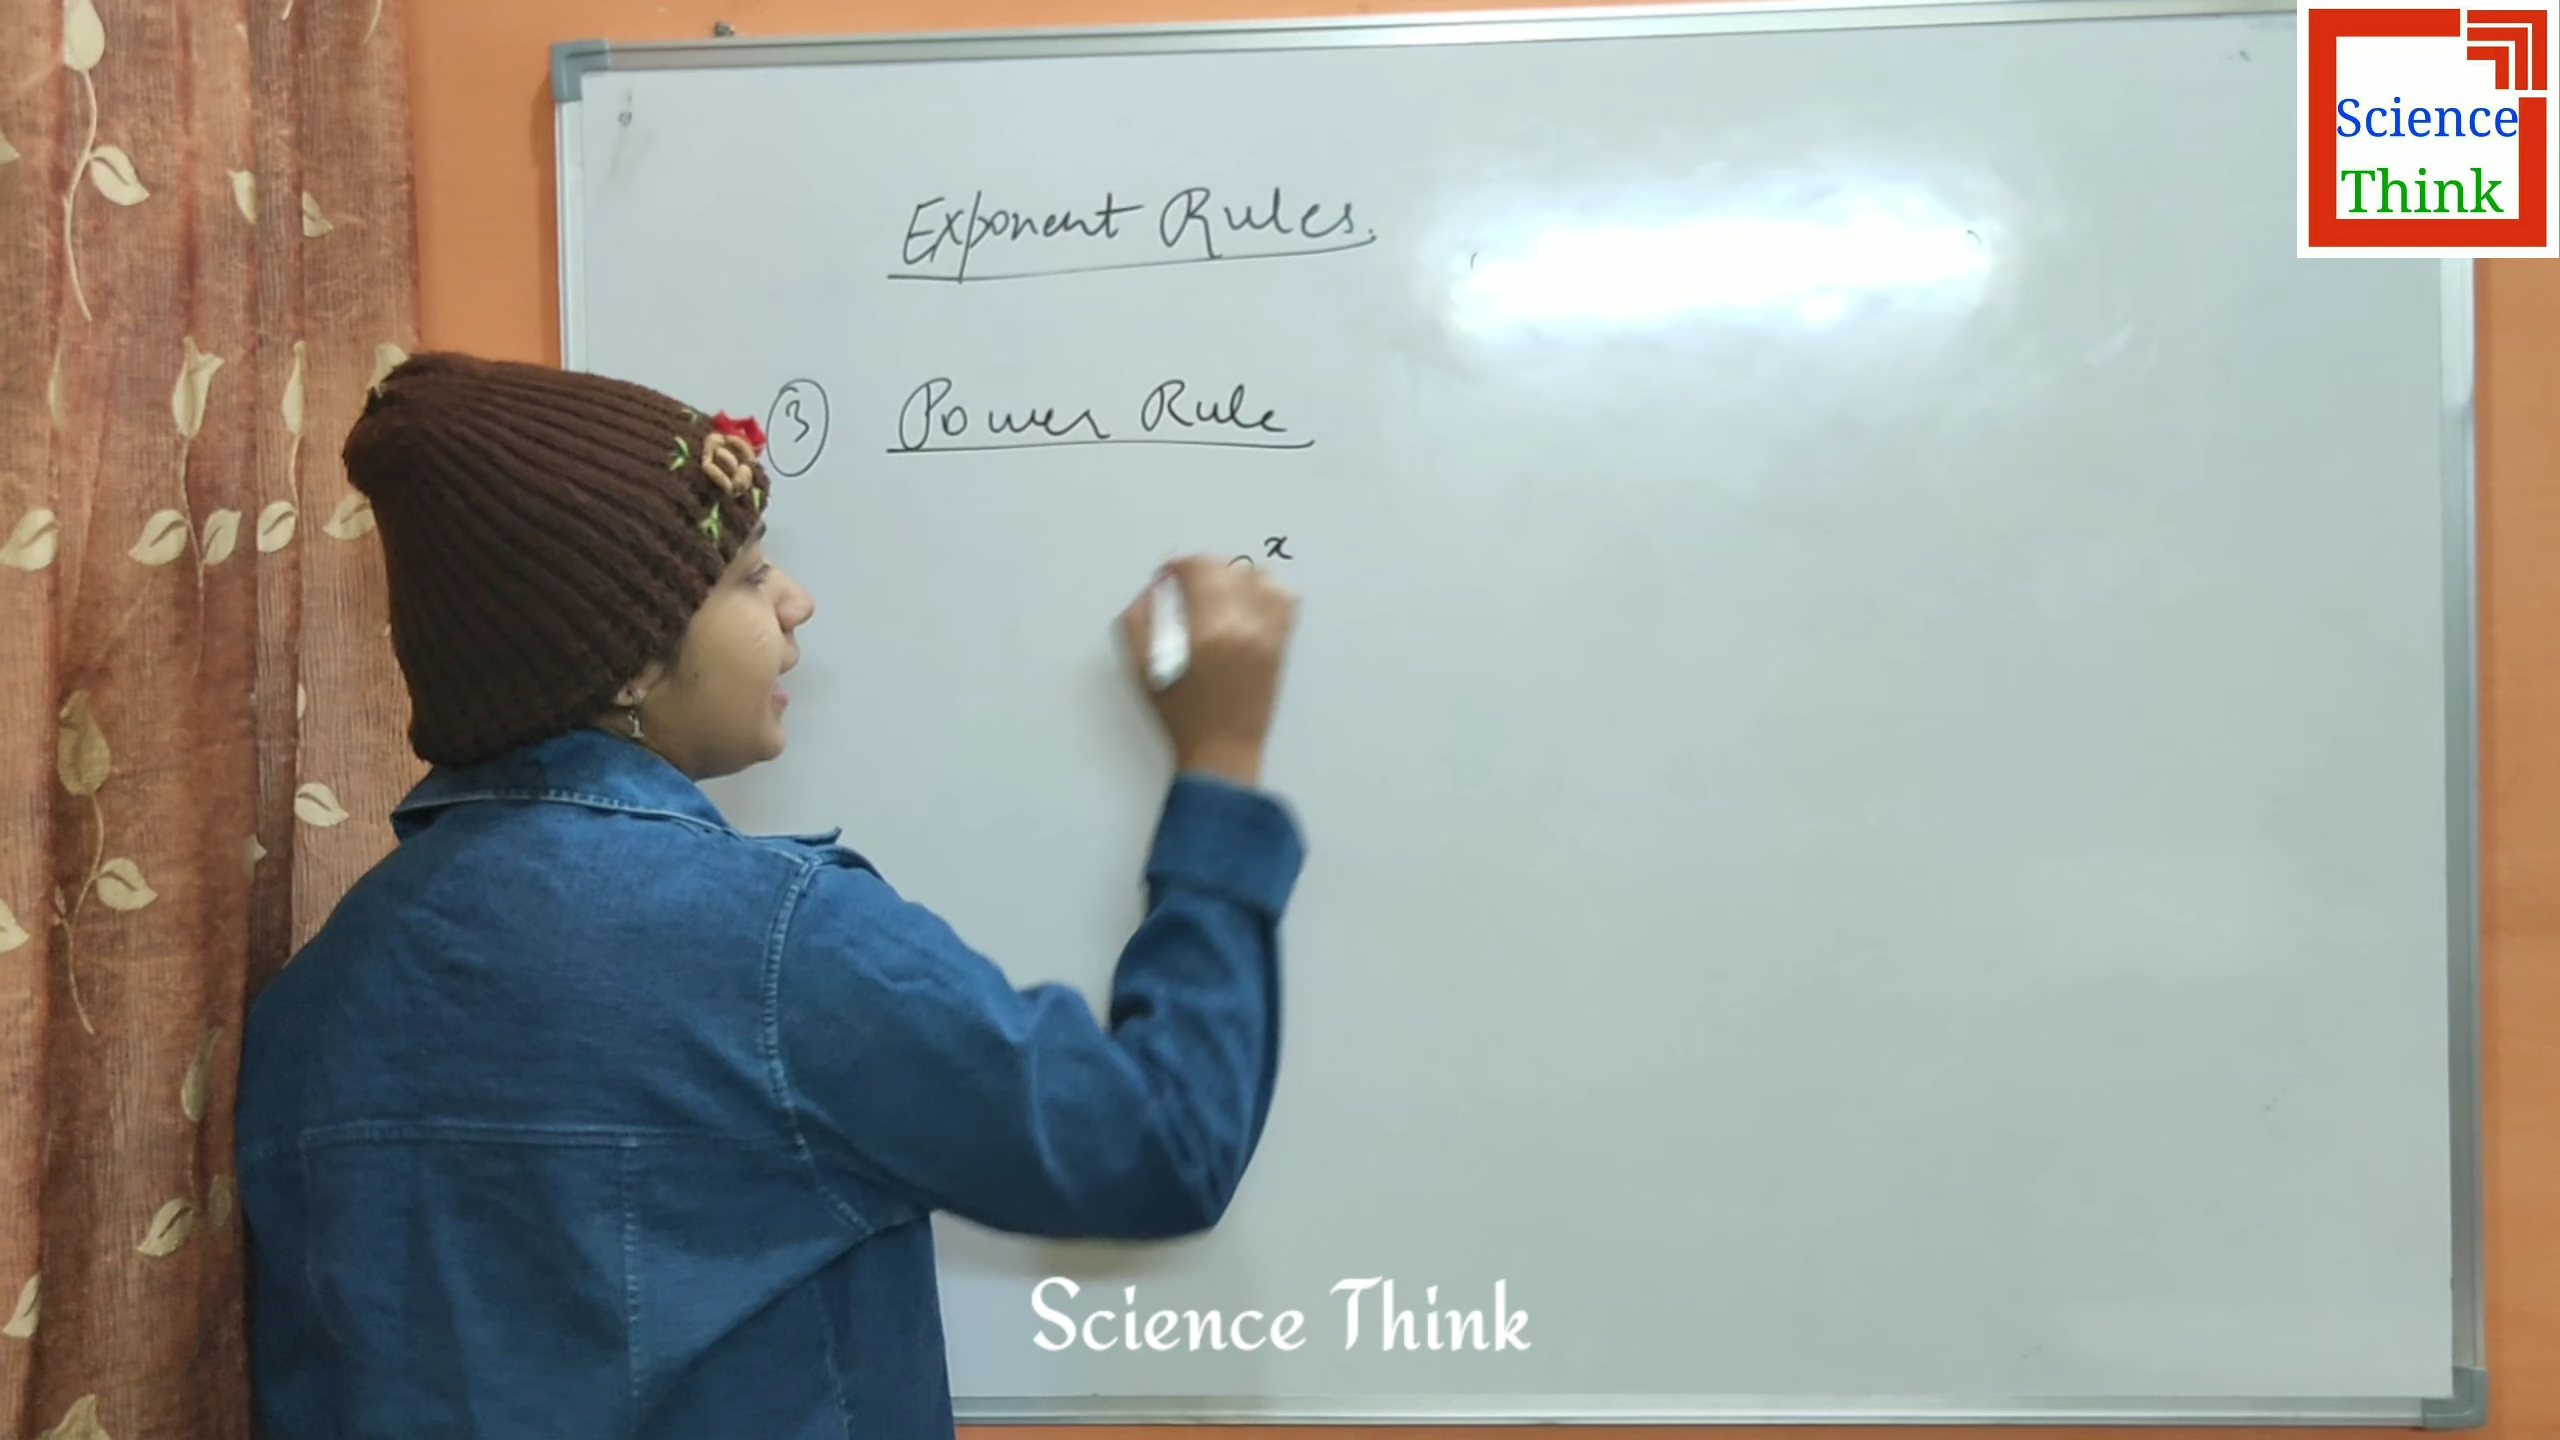 Science
Think
Exponent Rules.
③ Power Rule
x
Science Think